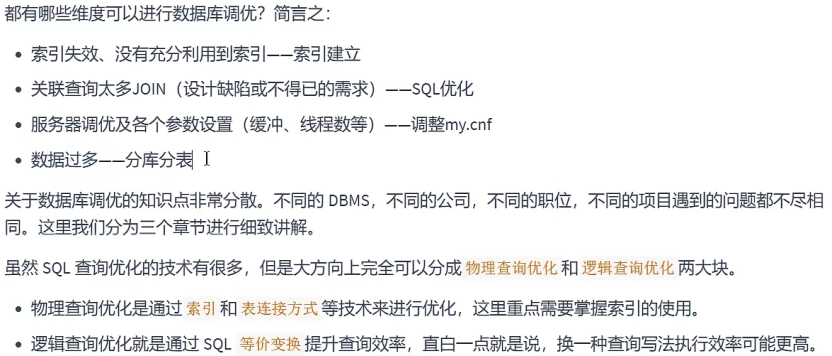 都有哪些维度可以进行数据库调优？简言之：
索引失效、没有充分利用到索引——索引建立
关联查询太多JOIN（设计缺陷或不得已的需求）——SQL优化
服务器调优及各个参数设置（缓冲、线程数等）——调整my.cnf
数据过多——分库分表
关于数据库调优的知识点非常分散。不同的 DBMS，不同的公司，不同的职位，不同的项目遇到的问题都不尽相
同。这里我们分为三个章节进行细致讲解。
虽然 SQL 查询优化的技术有很多，但是大方向上完全可以分成 物理查询优化 和 逻辑查询优化 两大块。
物理查询优化是通过 索引 和 表连接方式 等技术来进行优化，这里重点需要掌握索引的使用。
逻辑查询优化就是通过 SQL 等价变换 提升查询效率，直白一点就是说，换一种查询写法执行效率可能更高。